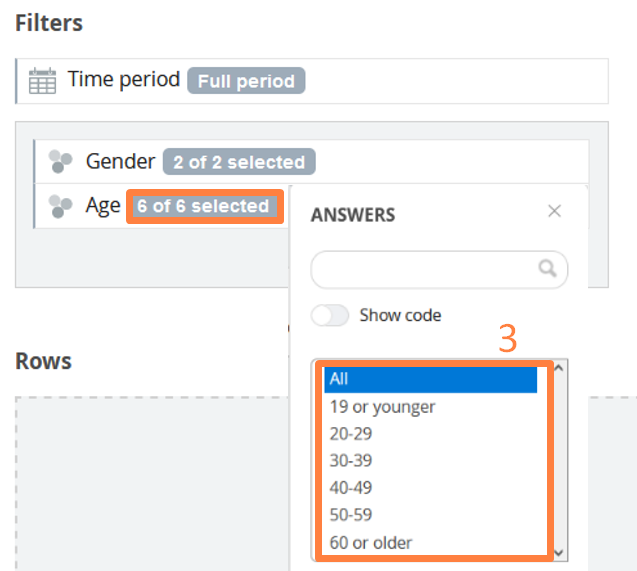 Filters
Time period Full period
Gender 2 of 2 selected
Age 6 of 6 selected
ANSWERS
Show code
3
Rows
All
19 or younger
20-29
30-39
40-49
50-59
60 or older